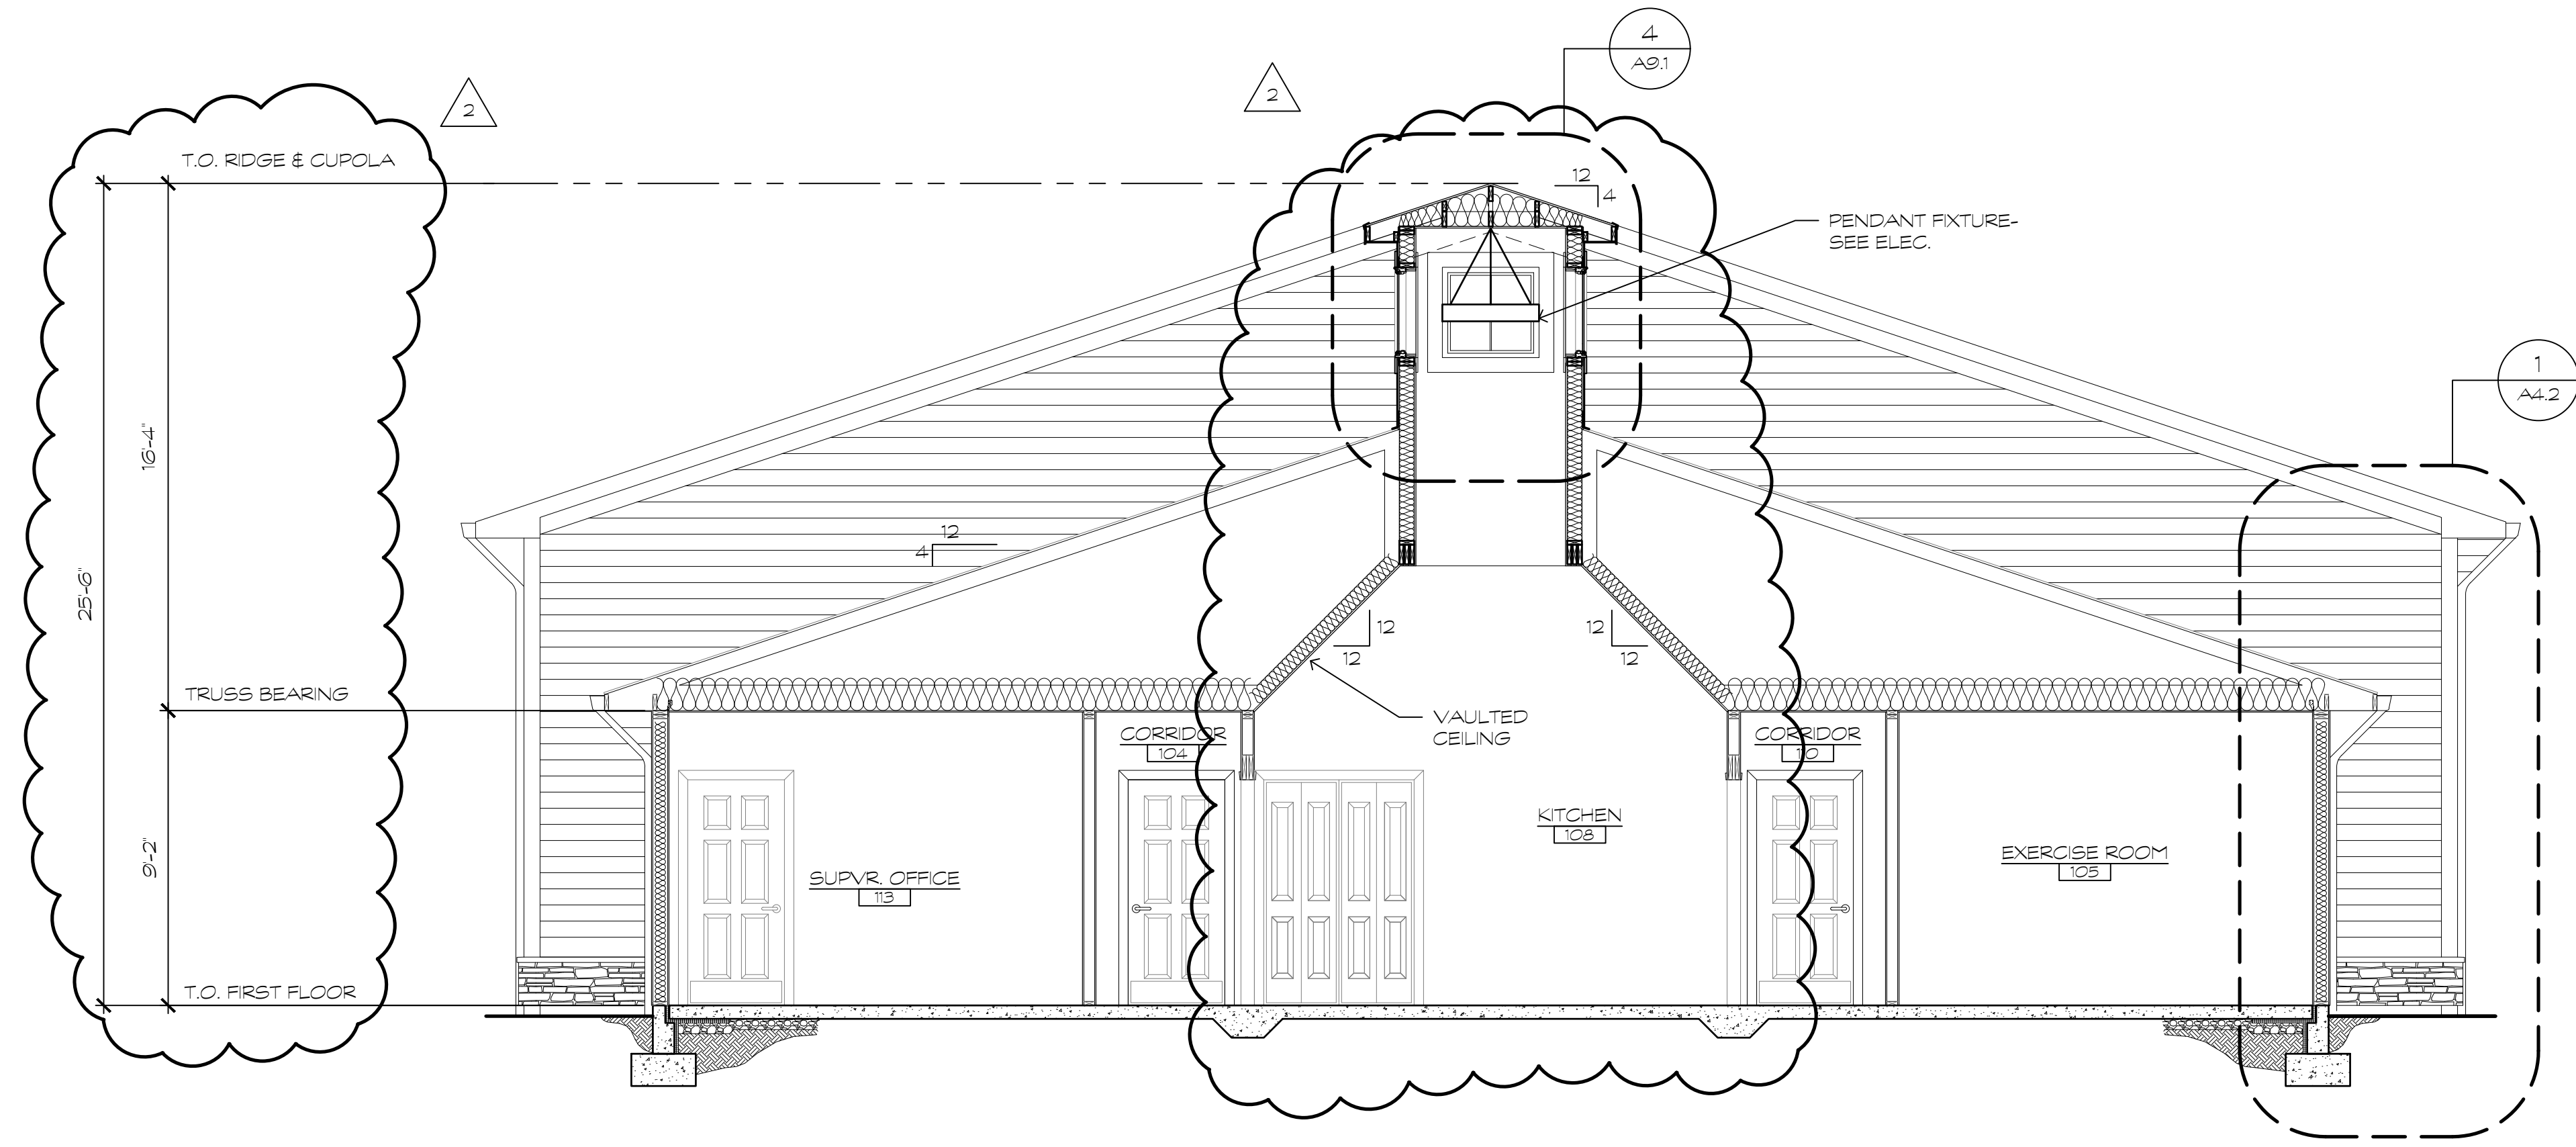 4
A9.1
2
2
T.O. RIDGE & CUPOLA
12
4
PENDANT FIXTURE-
SEE ELEC.
1
A4.2
16'-4"
12
4
25'-6"
12
12
12
12
TRUSS BEARING
VAULTED
CEILING
CORRIDOR
104
CORRIDOR
110
KITCHEN
108
9'-2"
SUPVR. OFFICE
113
EXERCISE ROOM
105
T.O. FIRST FLOOR